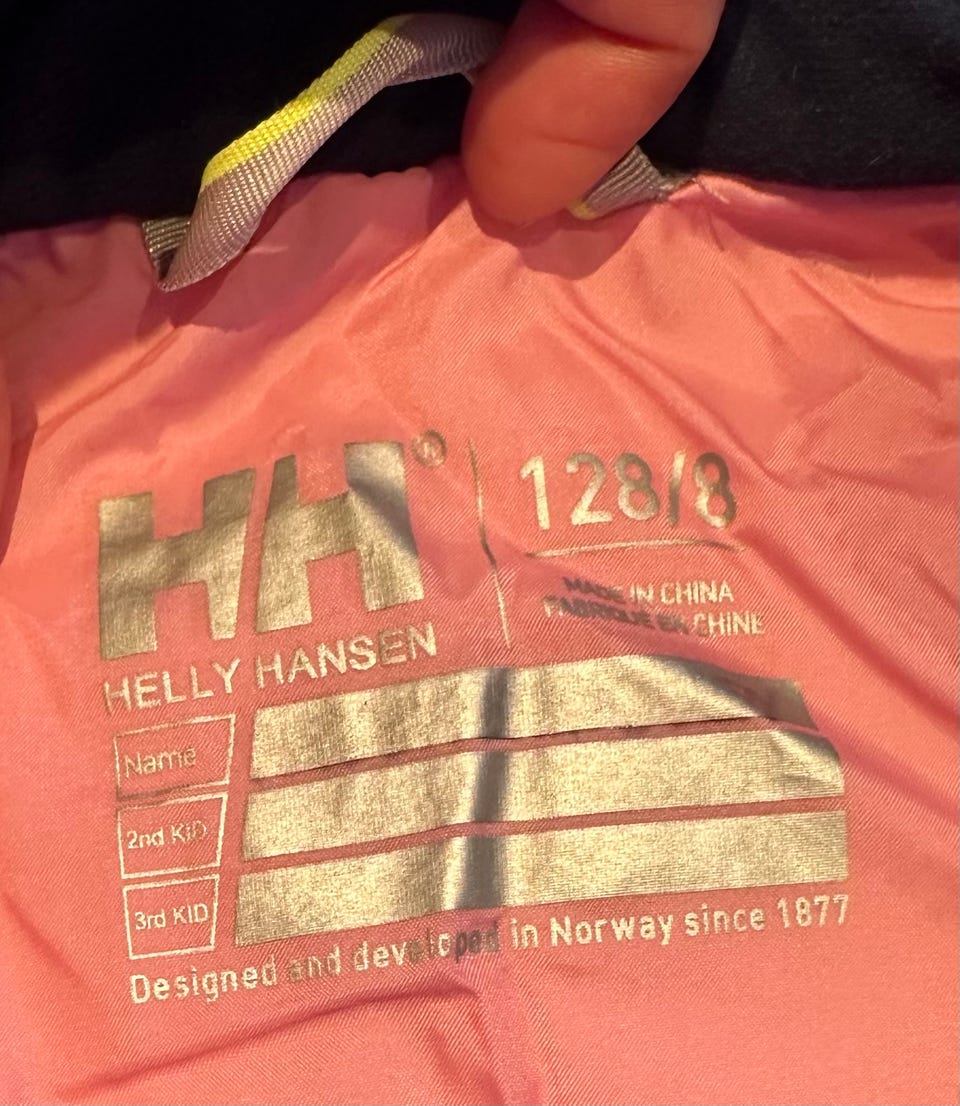 HH®
HELLY HANSEN
128/8
MADE IN CHINA
FABRIQUÉ EN CHINE
Name
2nd KID
3rd KID
Designed and developed in Norway since 1877